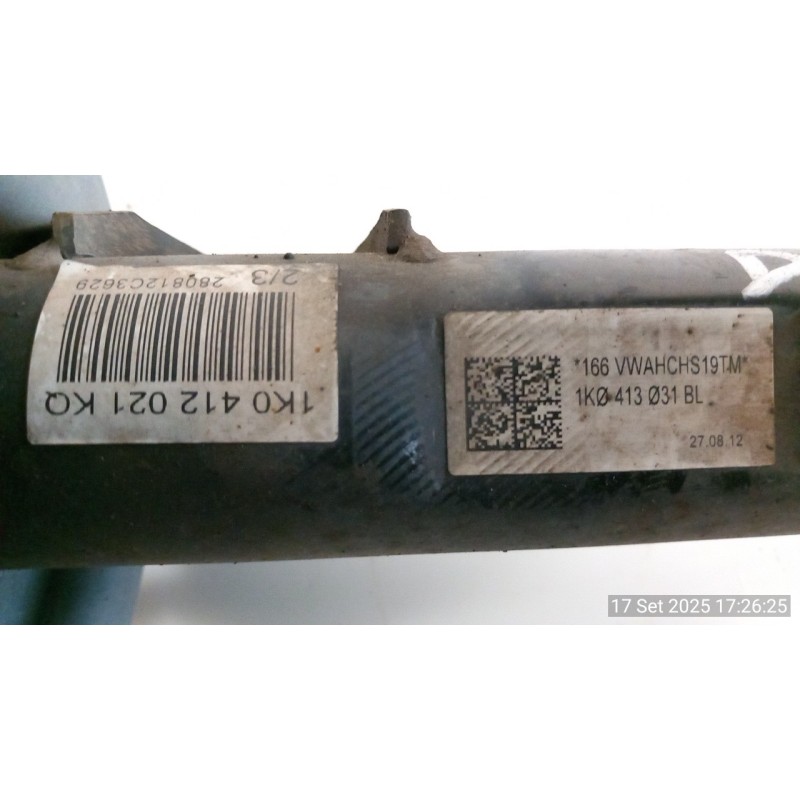 2/3 280812C3629
1K0 412 021 KQ
*166 VWAHCHS19TM*
1KØ 413 Ø31 BL
27.08.12
17 Set 2025 17:26:25